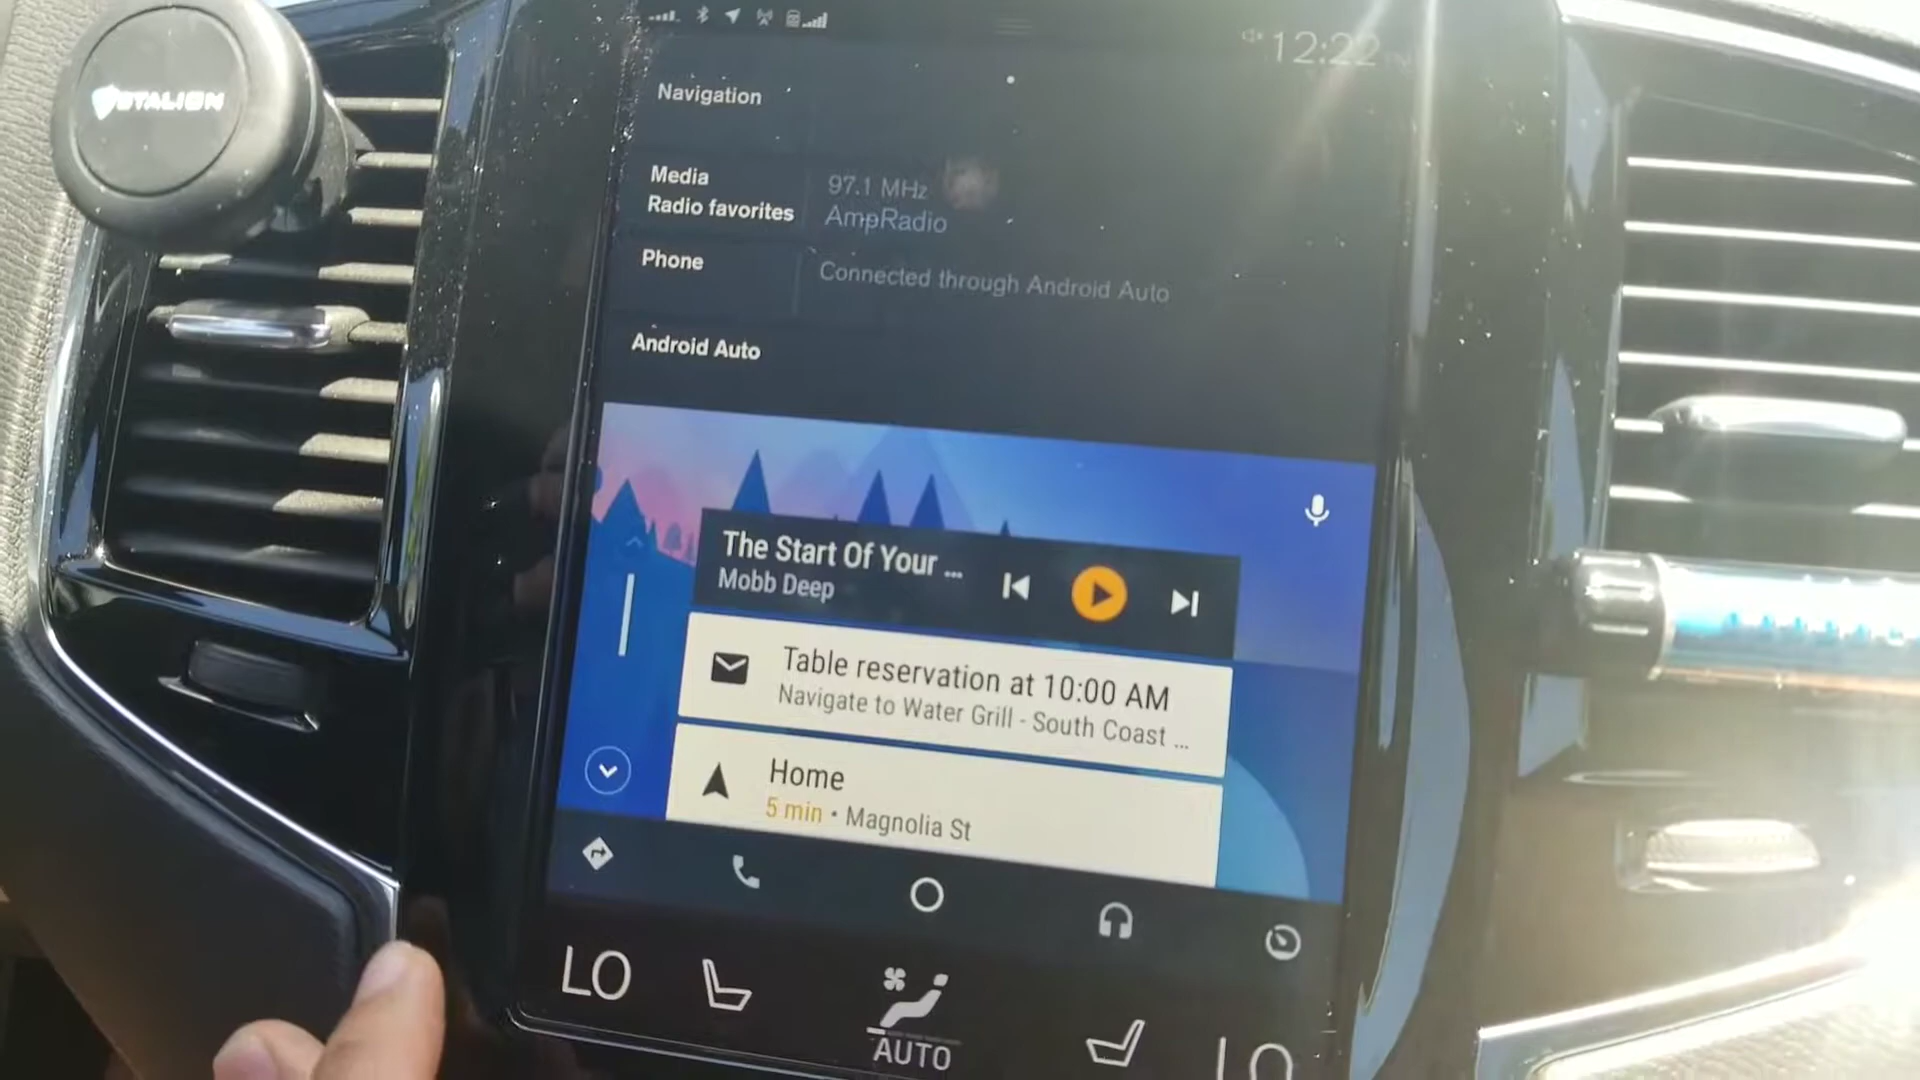 STALION
12:22
Navigation
Media
Radio favorites
97.1 MHz
AmpRadio
Phone
Connected through Android Auto
Android Auto
The Start Of Your ...
Mobb Deep
Table reservation at 10:00 AM
Navigate to Water Grill - South Coast ...
Home
5 min • Magnolia St
LO
AUTO
LO